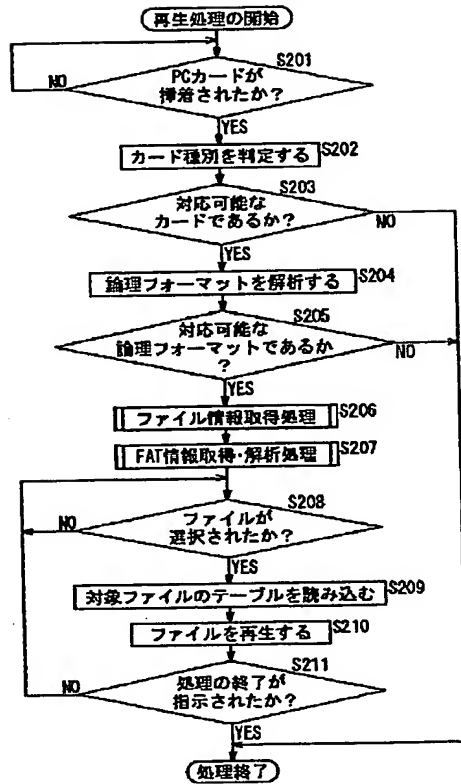 再生処理の開始
S201
PCカードが
挿着されたか?
NO
YES
カード種別を判定する
S202
S203
対応可能な
カードであるか?
NO
YES
論理フォーマットを解析する
S204
S205
対応可能な
論理フォーマットであるか
?
NO
YES
ファイル情報取得処理
S206
FAT情報取得・解析処理
S207
S208
ファイルが
選択されたか?
NO
YES
対象ファイルのテーブルを読み込む
S209
ファイルを再生する
S210
S211
処理の終了が
指示されたか?
NO
YES
処理終了